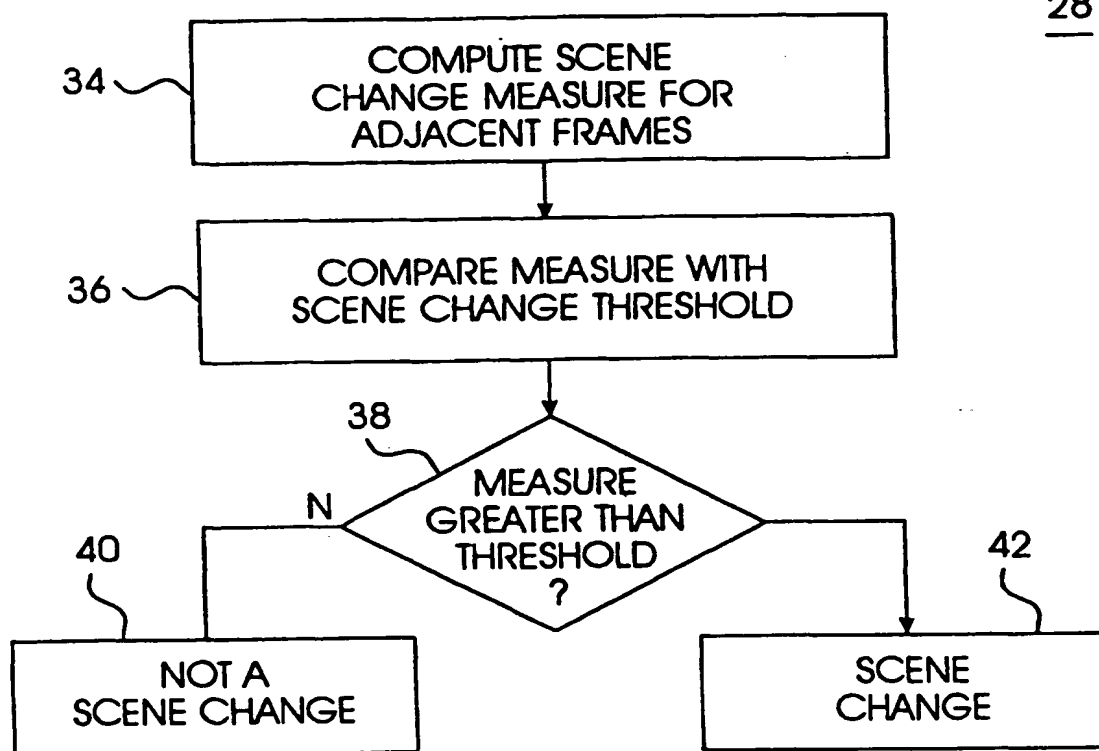 28
34
COMPUTE SCENE
CHANGE MEASURE FOR
ADJACENT FRAMES
36
COMPARE MEASURE WITH
SCENE CHANGE THRESHOLD
38
MEASURE
GREATER THAN
THRESHOLD
?
N
40
NOT A
SCENE CHANGE
42
SCENE
CHANGE